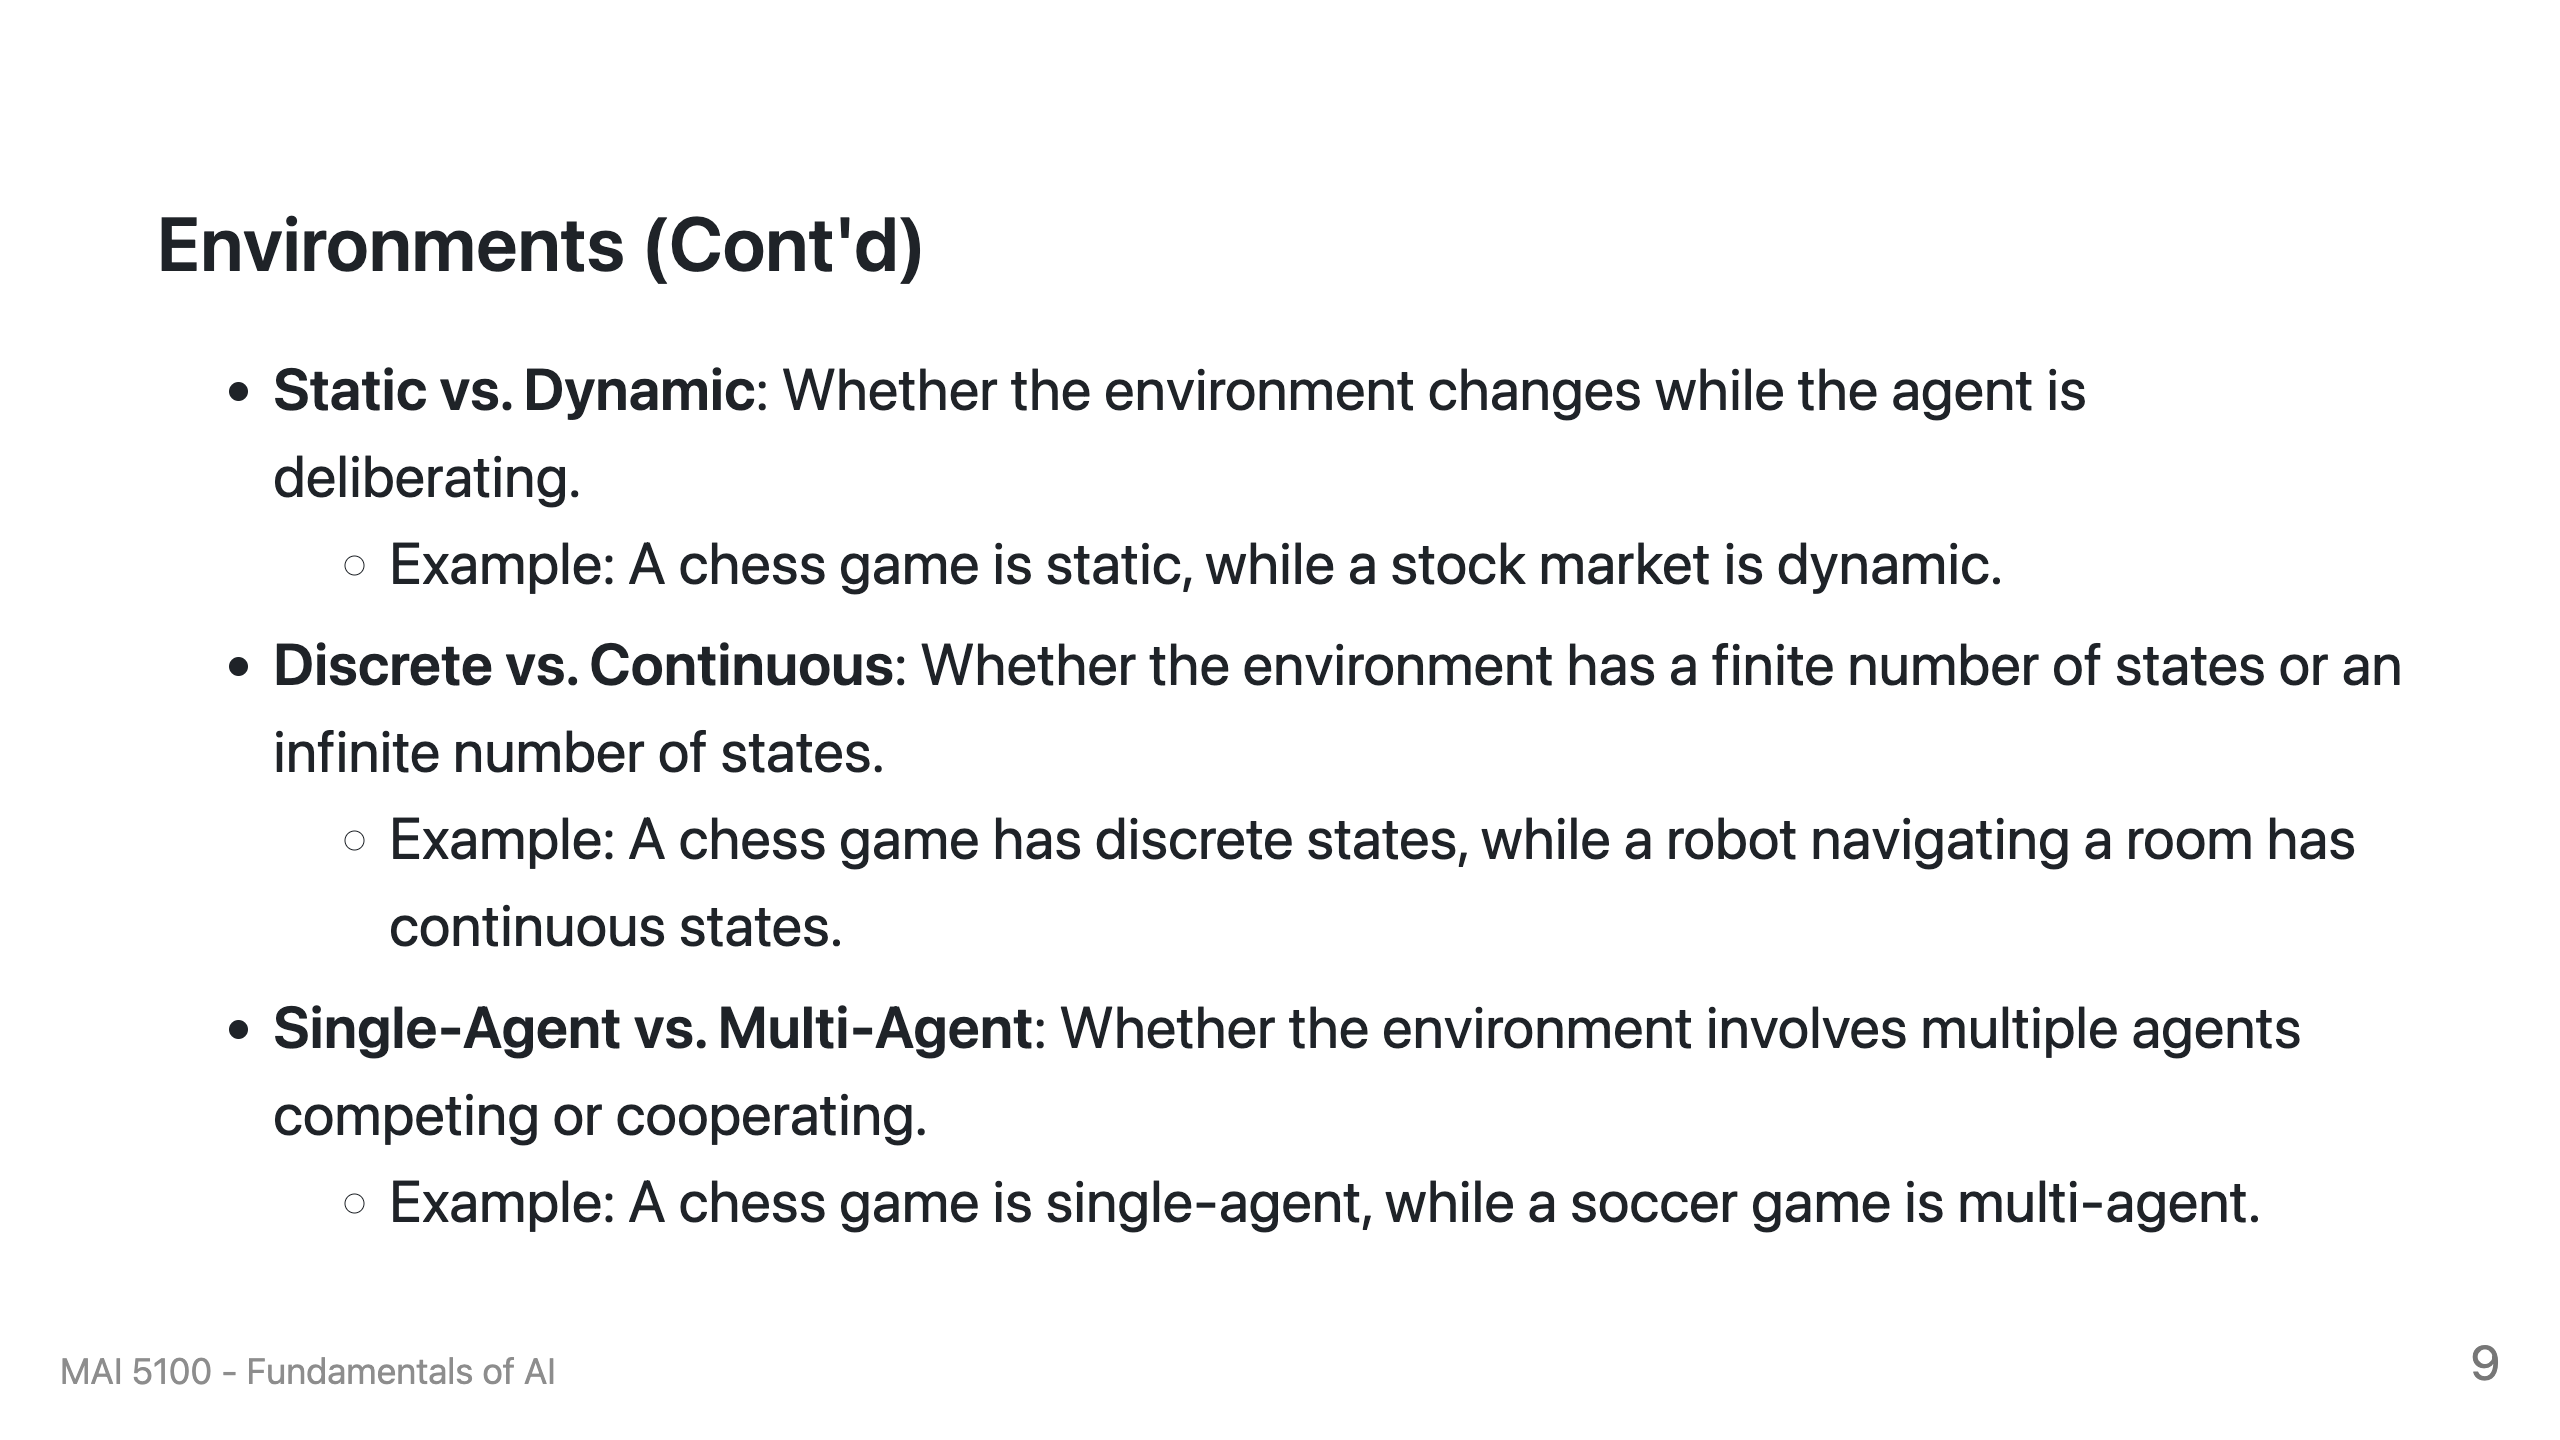 Environments (Cont'd)
• Static vs. Dynamic: Whether the environment changes while the agent is
deliberating.
○ Example: A chess game is static, while a stock market is dynamic.
• Discrete vs. Continuous: Whether the environment has a finite number of states or an
infinite number of states.
○ Example: A chess game has discrete states, while a robot navigating a room has
continuous states.
• Single-Agent vs. Multi-Agent: Whether the environment involves multiple agents
competing or cooperating.
○ Example: A chess game is single-agent, while a soccer game is multi-agent.
MAI 5100 - Fundamentals of AI
9